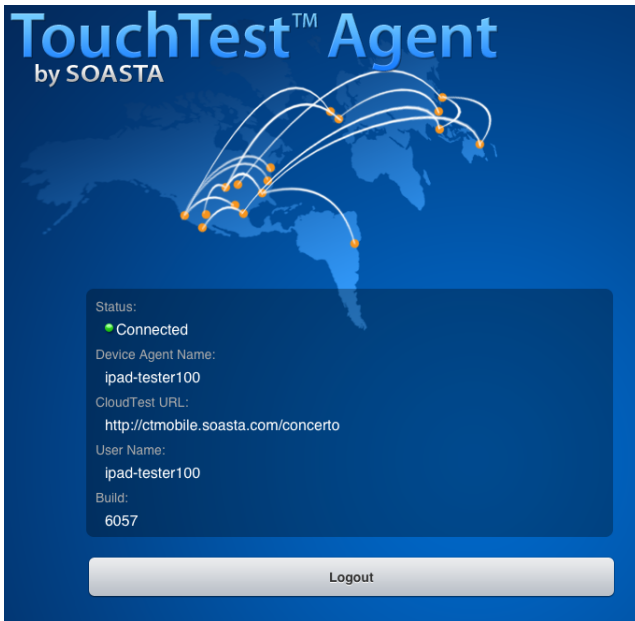 TouchTest™ Agent
by SOASTA
Status:
Connected
Device Agent Name:
ipad-tester100
CloudTest URL:
http://ctmobile.soasta.com/concerto
User Name:
ipad-tester100
Build:
6057
Logout